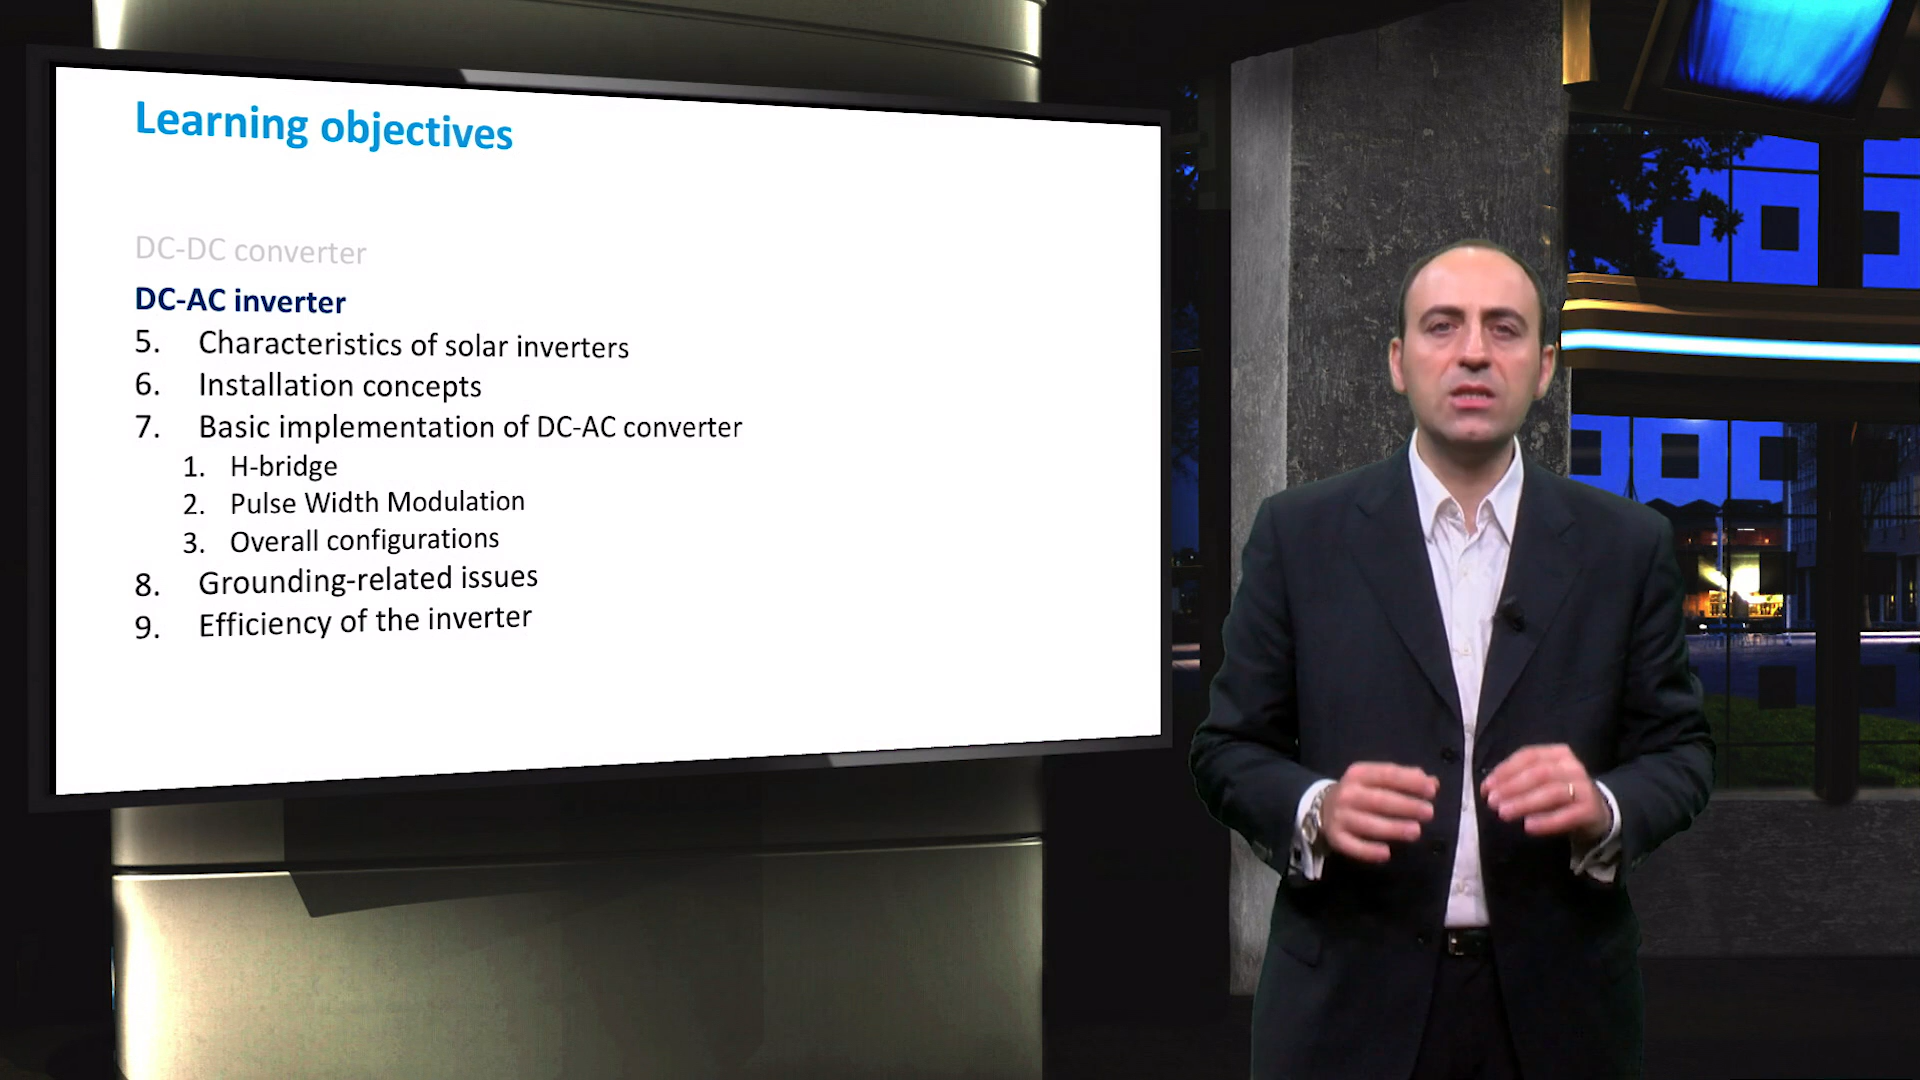 Learning objectives
DC-DC converter
DC-AC inverter
5. Characteristics of solar inverters
6. Installation concepts
7. Basic implementation of DC-AC converter
1. H-bridge
2. Pulse Width Modulation
3. Overall configurations
8. Grounding-related issues
9. Efficiency of the inverter